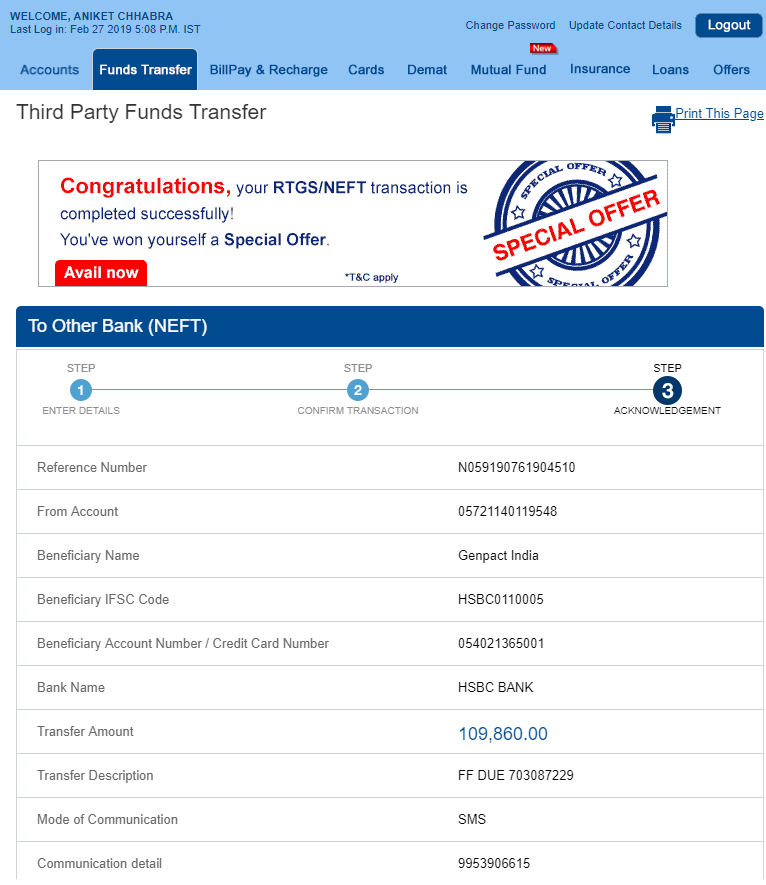 WELCOME, ANIKET CHHABRA
Last Log in: Feb 27 2019 5:08 P.M. IST
Change Password Update Contact Details Logout
New
Accounts Funds Transfer BillPay & Recharge Cards Demat Mutual Fund Insurance Loans Offers
Third Party Funds Transfer
Print This Page
Congratulations, your RTGS/NEFT transaction is
completed successfully!
You've won yourself a Special Offer.
Avail now
*T&C apply
SPECIAL OFFER
SPECIAL OFFER
SPECIAL OFFER
To Other Bank (NEFT)
STEP STEP STEP
1 2 3
ENTER DETAILS CONFIRM TRANSACTION ACKNOWLEDGEMENT
Reference Number N059190761904510
From Account 05721140119548
Beneficiary Name Genpact India
Beneficiary IFSC Code HSBC0110005
Beneficiary Account Number / Credit Card Number 054021365001
Bank Name HSBC BANK
Transfer Amount 109,860.00
Transfer Description FF DUE 703087229
Mode of Communication SMS
Communication detail 9953906615